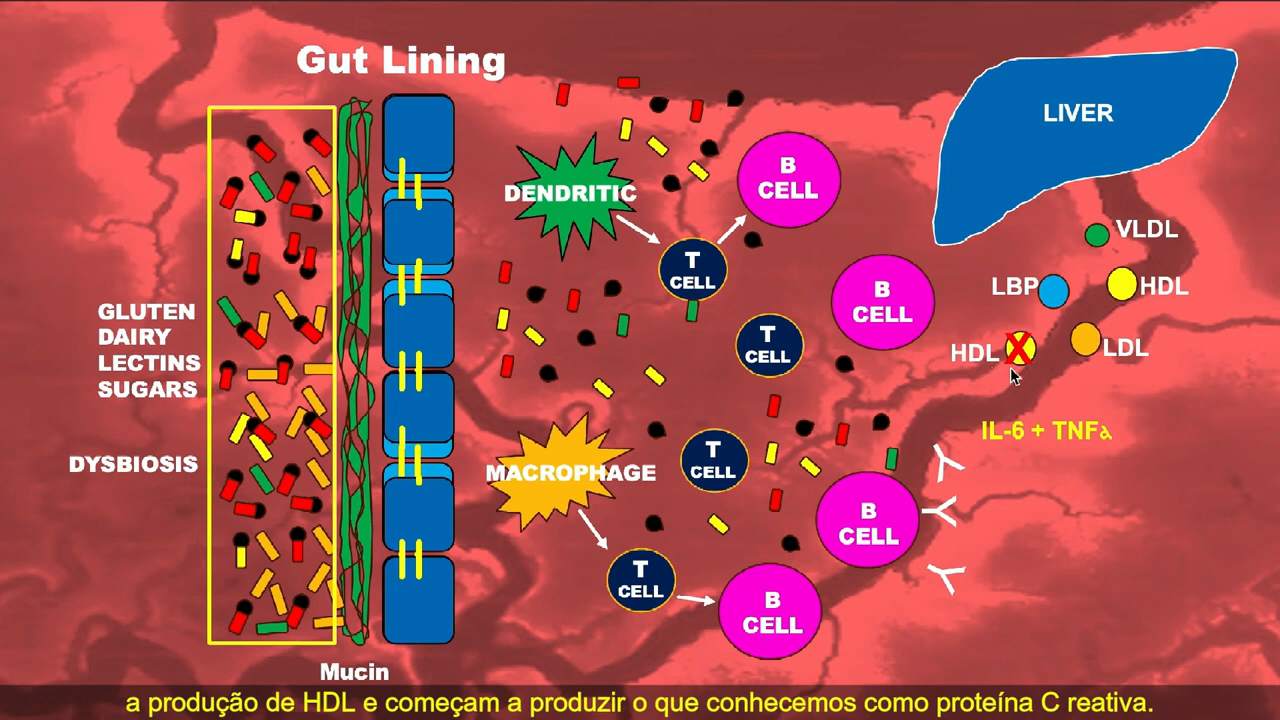 Gut Lining
LIVER
B
CELL
DENDRITIC
VLDL
T
CELL
B
CELL
LBP
HDL
GLUTEN
DAIRY
LECTINS
SUGARS
T
CELL
HDL
LDL
IL-6 + TNFa
DYSBIOSIS
MACROPHAGE
T
CELL
B
CELL
T
CELL
B
CELL
Mucin
a produção de HDL e começam a produzir o que conhecemos como proteína C reativa.